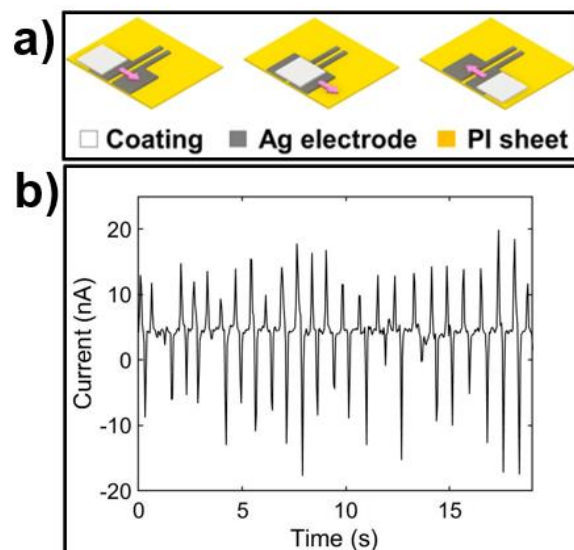 a)
Coating Ag electrode PI sheet
b)
20
10
0
-10
-20
Current (nA)
0 5 10 15
Time (s)